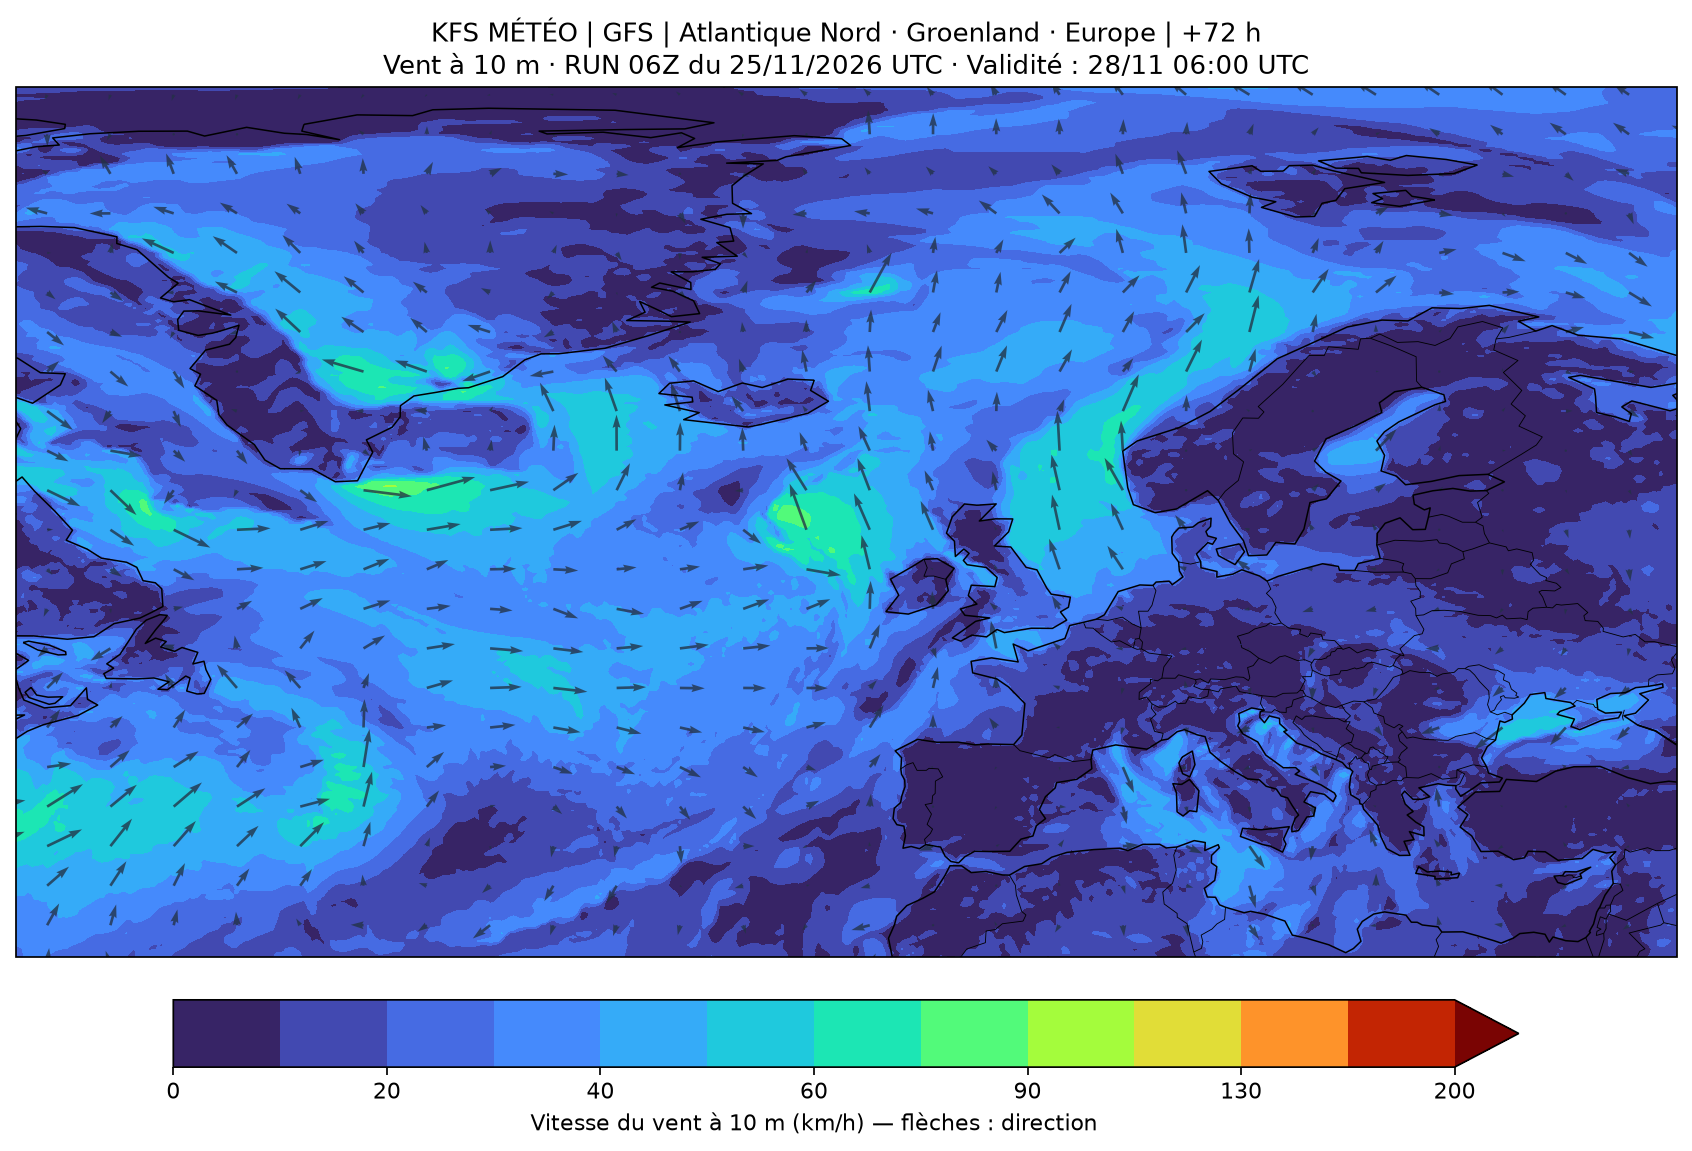 KFS MÉTÉO | GFS | Atlantique Nord · Groenland · Europe | +72 h
Vent à 10 m · RUN 06Z du 25/11/2026 UTC · Validité : 28/11 06:00 UTC
0 20 40 60 90 130 200
Vitesse du vent à 10 m (km/h) — flèches : direction